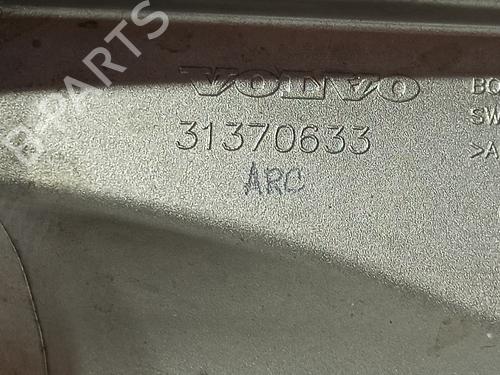 B-PARTS
VOLVO
31370633
ARC
BO
SW
>A